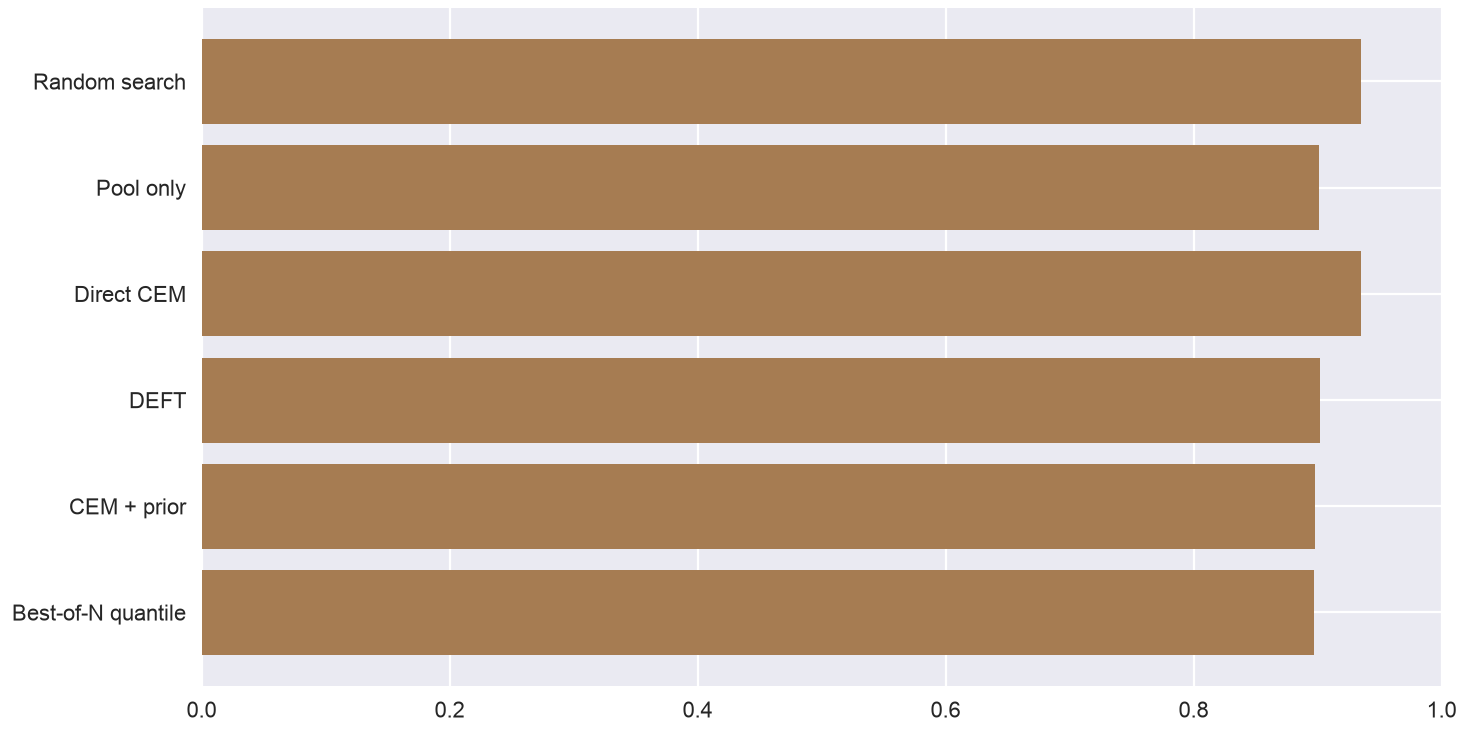 Random search
Pool only
Direct CEM
DEFT
CEM + prior
Best-of-N quantile
0.0 0.2 0.4 0.6 0.8 1.0